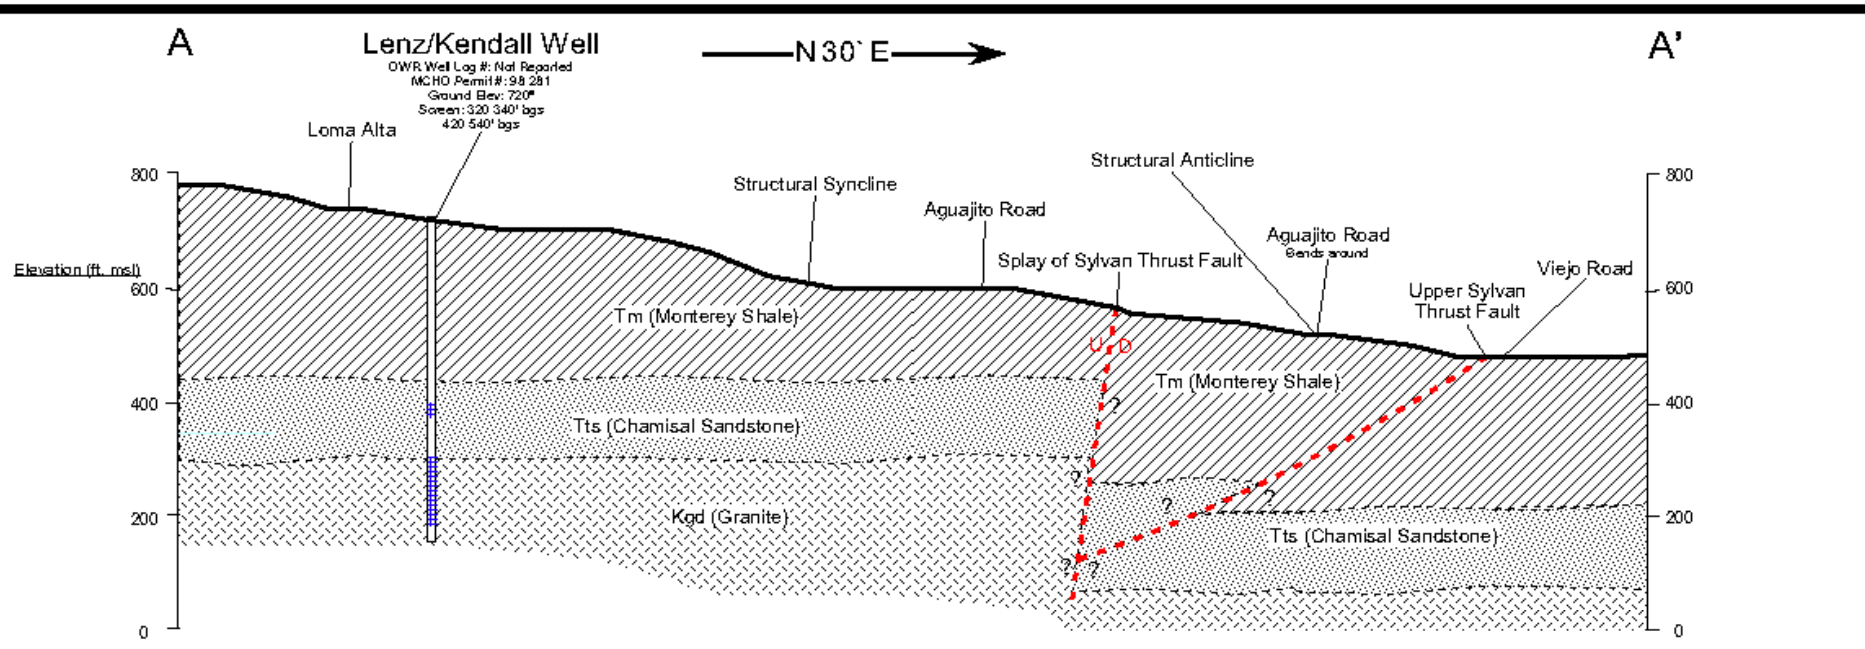 A
Lenz/Kendall Well
OWR Well Log #: Not Reported
MCHD Permit #: 98 281
Ground Elev: 720'
Screen: 320 340' bgs
420 540' bgs
N 30` E
A'
Loma Alta
Structural Syncline
Aguajito Road
Structural Anticline
Splay of Sylvan Thrust Fault
Aguajito Road
Bends around
Viejo Road
Upper Sylvan
Thrust Fault
Elevation (ft. msl)
800
600
400
200
0
800
600
400
200
0
Tm (Monterey Shale)
U D
Tm (Monterey Shale)
?
Tts (Chamisal Sandstone)
?
?
?
Kgd (Granite)
Tts (Chamisal Sandstone)
?
?